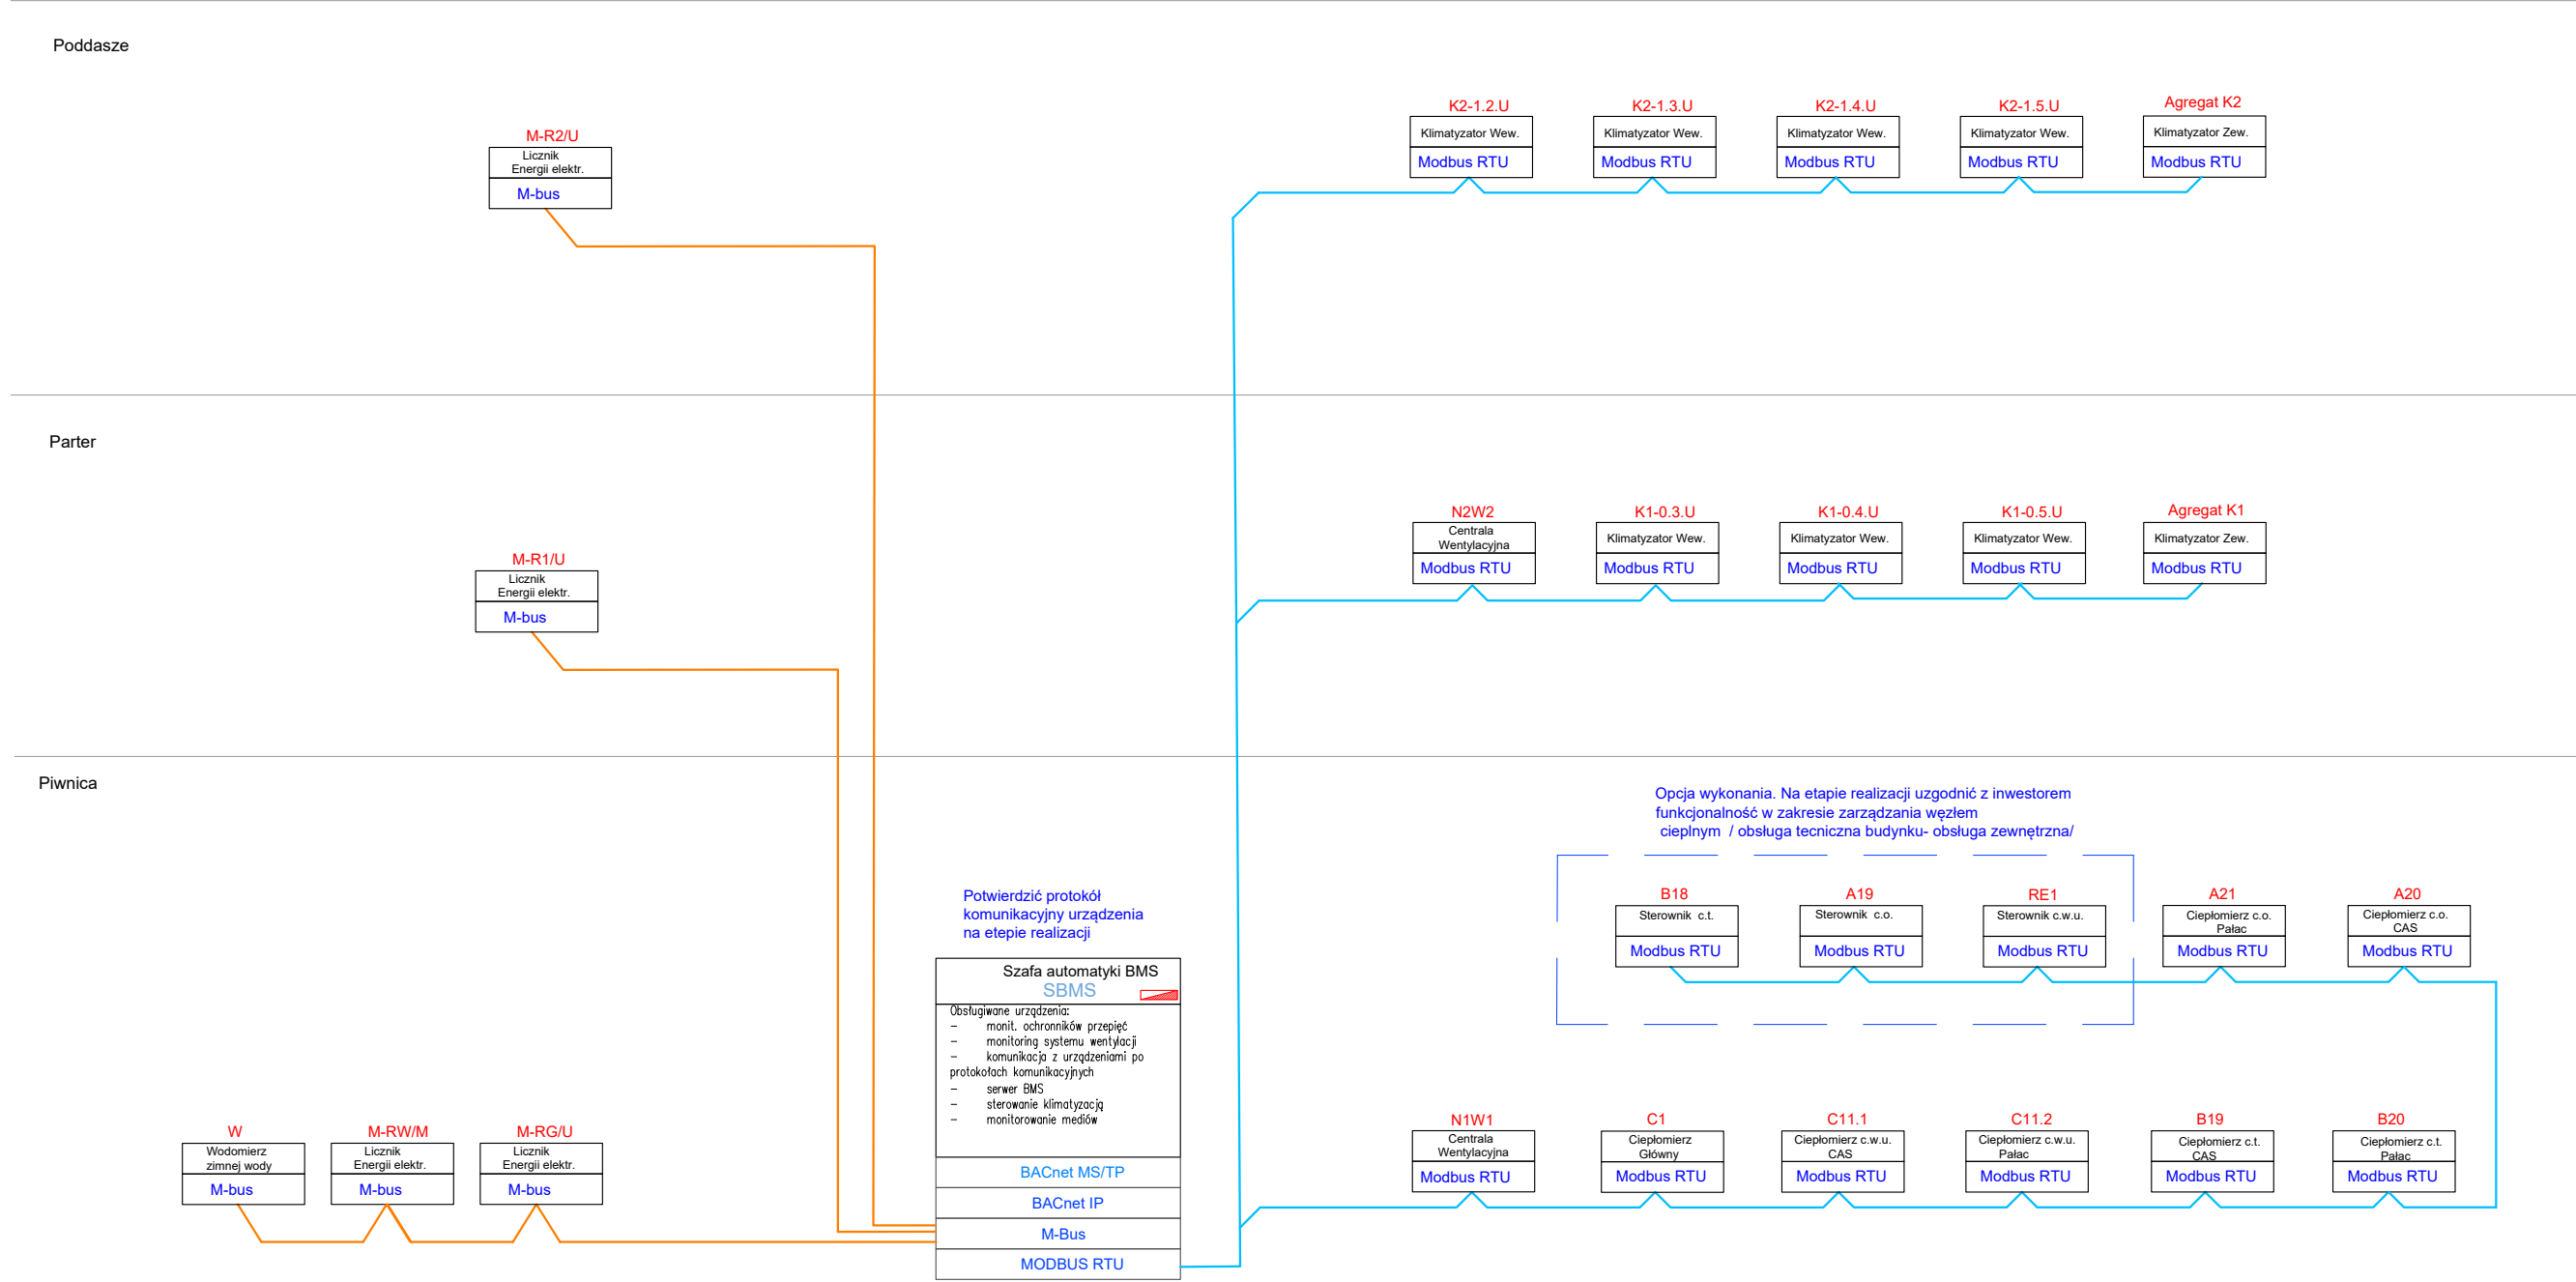 Poddasze
M-R2/U
Licznik
Energii elektr.
M-bus
K2-1.2.U
Klimatyzator Wew.
Modbus RTU
K2-1.3.U
Klimatyzator Wew.
Modbus RTU
K2-1.4.U
Klimatyzator Wew.
Modbus RTU
K2-1.5.U
Klimatyzator Wew.
Modbus RTU
Agregat K2
Klimatyzator Zew.
Modbus RTU
Parter
M-R1/U
Licznik
Energii elektr.
M-bus
N2W2
Centrala
Wentylacyjna
Modbus RTU
K1-0.3.U
Klimatyzator Wew.
Modbus RTU
K1-0.4.U
Klimatyzator Wew.
Modbus RTU
K1-0.5.U
Klimatyzator Wew.
Modbus RTU
Agregat K1
Klimatyzator Zew.
Modbus RTU
Piwnica
Opcja wykonania. Na etapie realizacji uzgodnić z inwestorem
funkcjonalność w zakresie zarządzania węzłem
cieplnym / obsługa tecniczna budynku- obsługa zewnętrzna/
B18
Sterownik c.t.
Modbus RTU
A19
Sterownik c.o.
Modbus RTU
RE1
Sterownik c.w.u.
Modbus RTU
A21
Ciepłomierz c.o.
Pałac
Modbus RTU
A20
Ciepłomierz c.o.
CAS
Modbus RTU
Potwierdzić protokół
komunikacyjny urządzenia
na etepie realizacji
Szafa automatyki BMS
SBMS
Obsługiwane urządzenia:
- monit. ochronników przepięć
- monitoring systemu wentylacji
- komunikacja z urządzeniami po
protokołach komunikacyjnych
- serwer BMS
- sterowanie klimatyzacją
- monitorowanie mediów
BACnet MS/TP
BACnet IP
M-Bus
MODBUS RTU
W
Wodomierz
zimnej wody
M-bus
M-RW/M
Licznik
Energii elektr.
M-bus
M-RG/U
Licznik
Energii elektr.
M-bus
N1W1
Centrala
Wentylacyjna
Modbus RTU
C1
Ciepłomierz
Główny
Modbus RTU
C11.1
Ciepłomierz c.w.u.
CAS
Modbus RTU
C11.2
Ciepłomierz c.w.u.
Pałac
Modbus RTU
B19
Ciepłomierz c.t.
CAS
Modbus RTU
B20
Ciepłomierz c.t.
Pałac
Modbus RTU